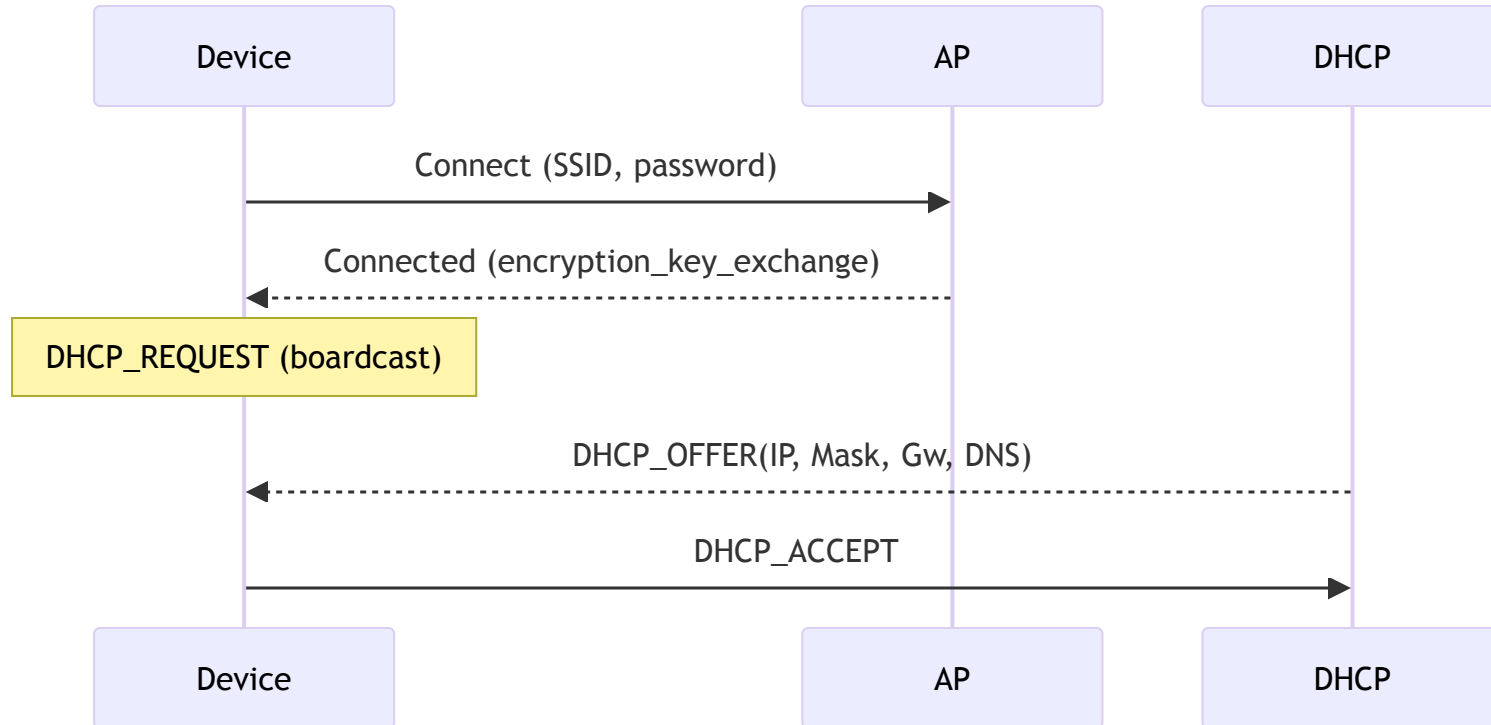 Device
AP
DHCP
Connect (SSID, password)
Connected (encryption_key_exchange)
DHCP_REQUEST (boardcast)
DHCP_OFFER(IP, Mask, Gw, DNS)
DHCP_ACCEPT
Device
AP
DHCP